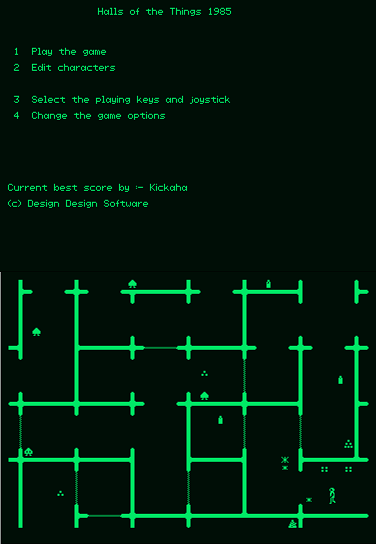 Halls of the Things 1985
1 Play the game
2 Edit characters
3 Select the playing keys and joystick
4 Change the game options
Current best score by :- Kickaha
(c) Design Design Software